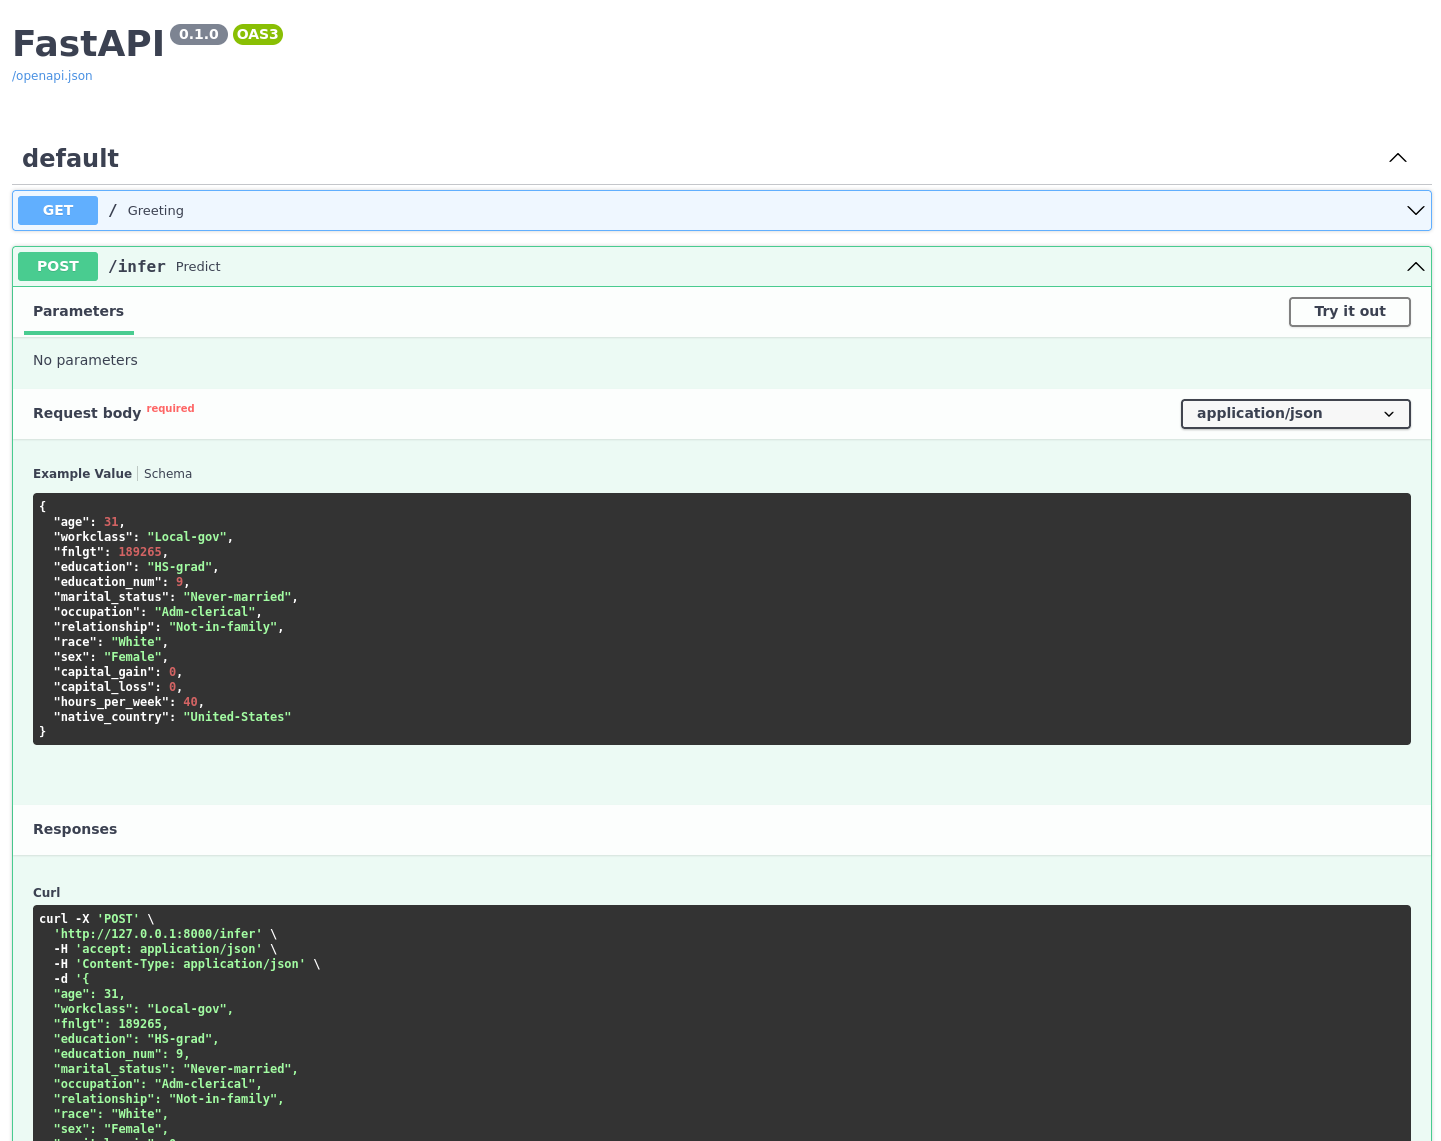 FastAPI 0.1.0 OAS3
/openapi.json
default
GET / Greeting
POST /infer Predict
Parameters Try it out
No parameters
Request body required application/json
Example Value Schema
{
  "age": 31,
  "workclass": "Local-gov",
  "fnlgt": 189265,
  "education": "HS-grad",
  "education_num": 9,
  "marital_status": "Never-married",
  "occupation": "Adm-clerical",
  "relationship": "Not-in-family",
  "race": "White",
  "sex": "Female",
  "capital_gain": 0,
  "capital_loss": 0,
  "hours_per_week": 40,
  "native_country": "United-States"
}
Responses
Curl
curl -X 'POST' \
  'http://127.0.0.1:8000/infer' \
  -H 'accept: application/json' \
  -H 'Content-Type: application/json' \
  -d '{
  "age": 31,
  "workclass": "Local-gov",
  "fnlgt": 189265,
  "education": "HS-grad",
  "education_num": 9,
  "marital_status": "Never-married",
  "occupation": "Adm-clerical",
  "relationship": "Not-in-family",
  "race": "White",
  "sex": "Female",